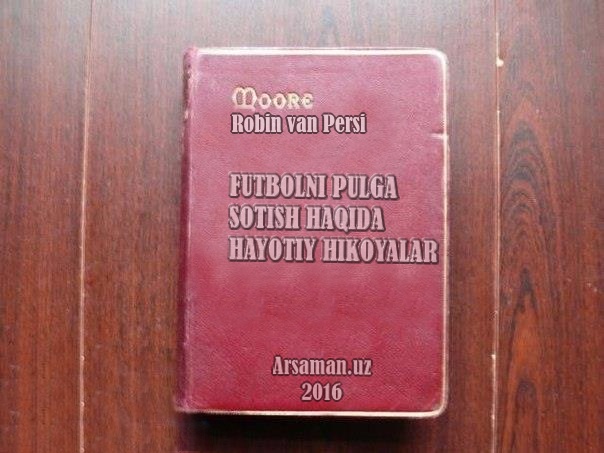 MOORE
Robin van Persi
FUTBOLNI PULGA
SOTISH HAQIDA
HAYOTIY HIKOYALAR
Arsaman.uz
2016